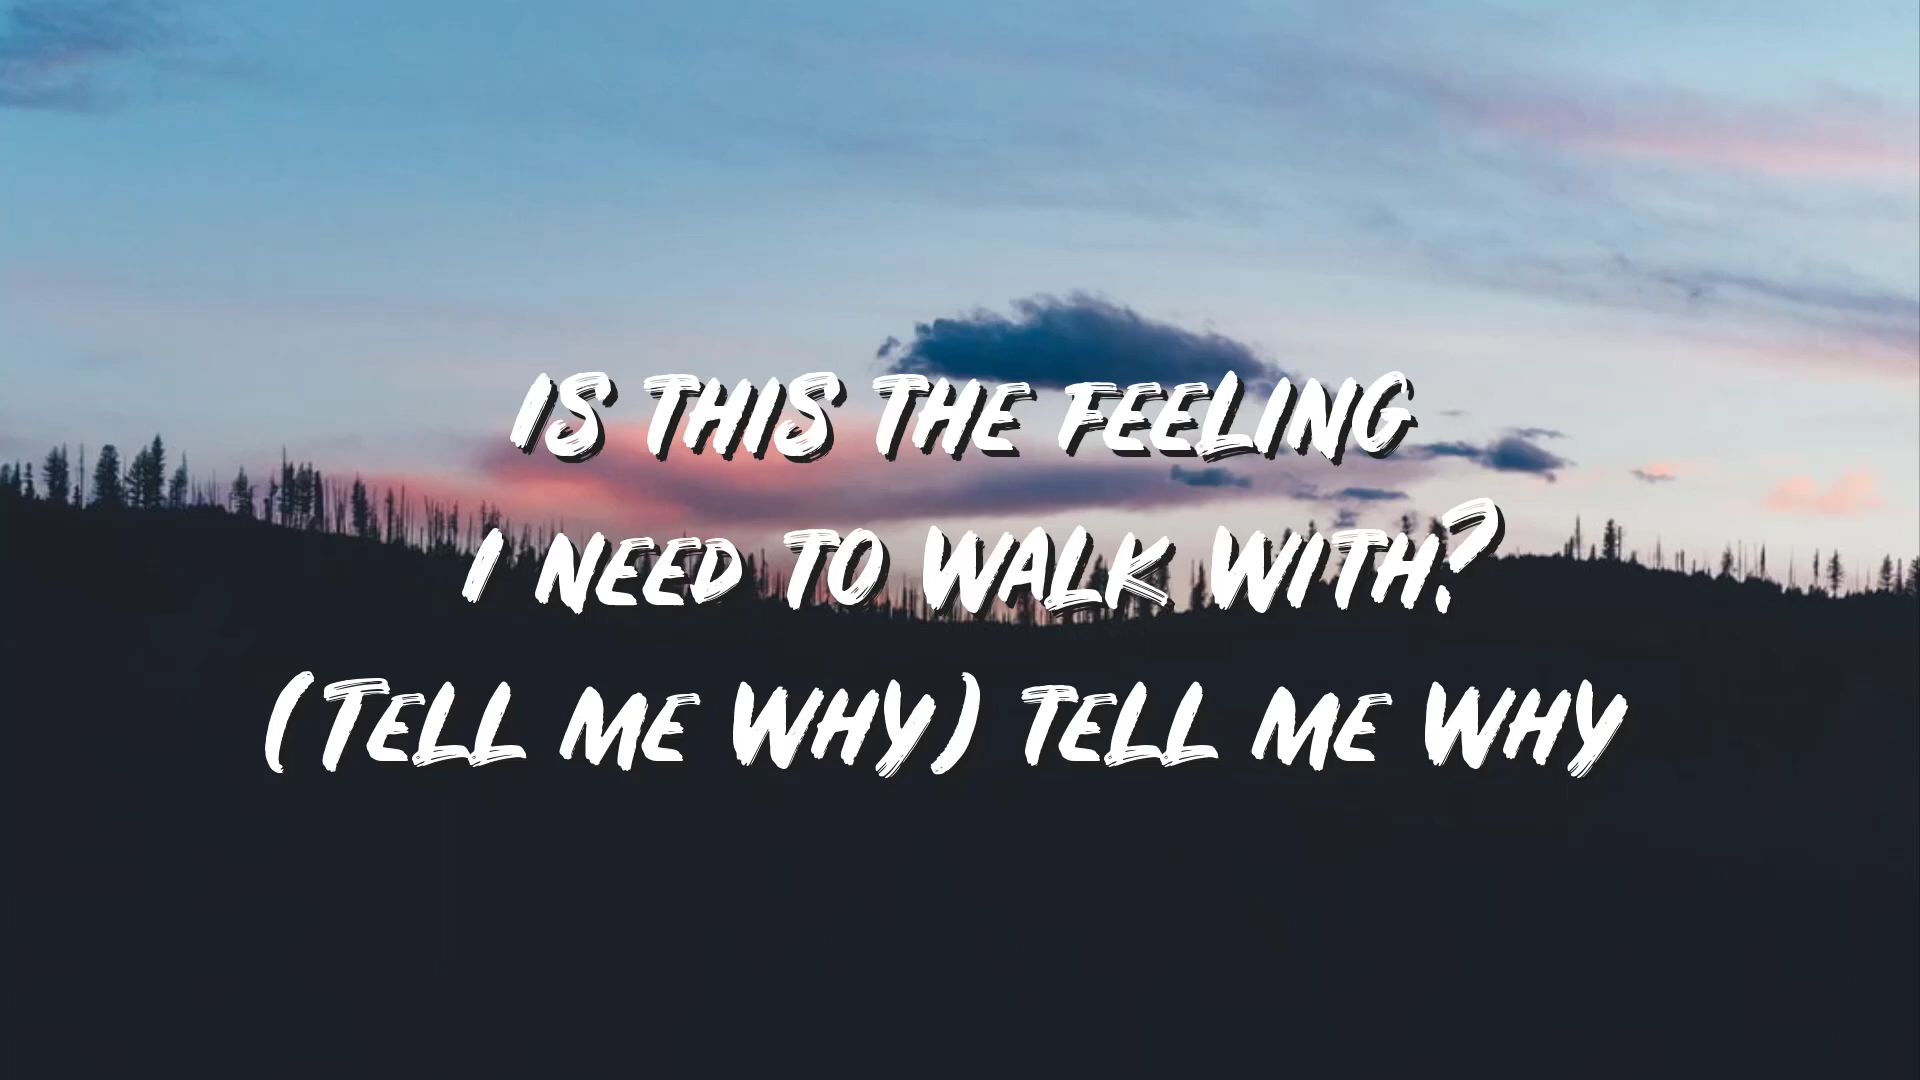 IS THIS THE FEELING
I NEED TO WALK WITH?
(TELL ME WHY) TELL ME WHY